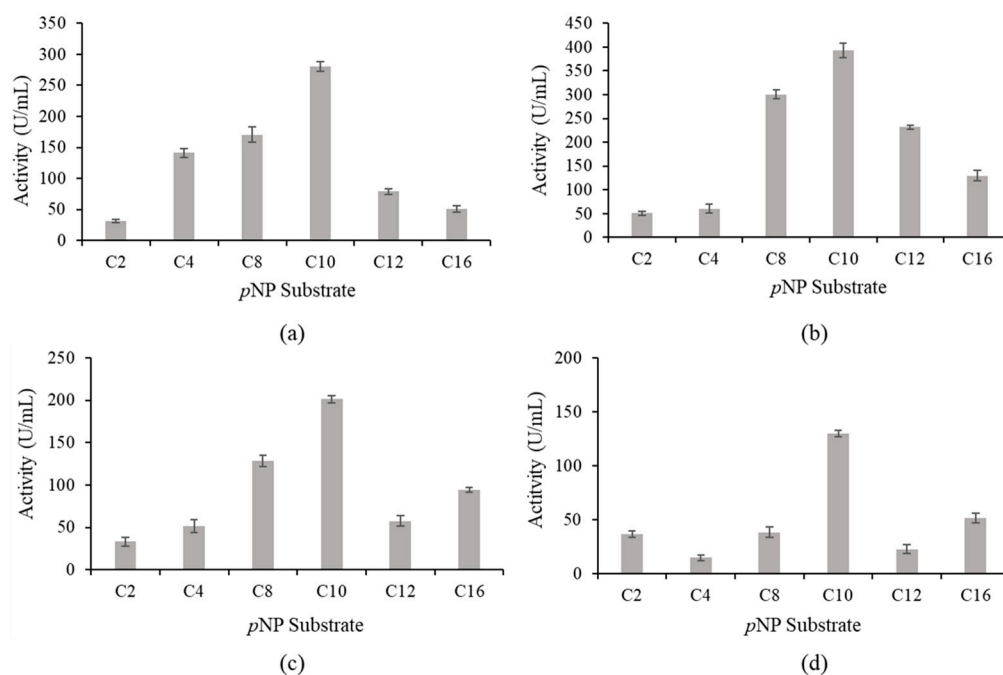 350
300
250
200
150
100
50
0
Activity (U/mL)
C2 C4 C8 C10 C12 C16
pNP Substrate
(a)
450
400
350
300
250
200
150
100
50
0
Activity (U/mL)
C2 C4 C8 C10 C12 C16
pNP Substrate
(b)
250
200
150
100
50
0
Activity (U/mL)
C2 C4 C8 C10 C12 C16
pNP Substrate
(c)
200
150
100
50
0
Actitvity (U/mL)
C2 C4 C8 C10 C12 C16
pNP Substrate
(d)